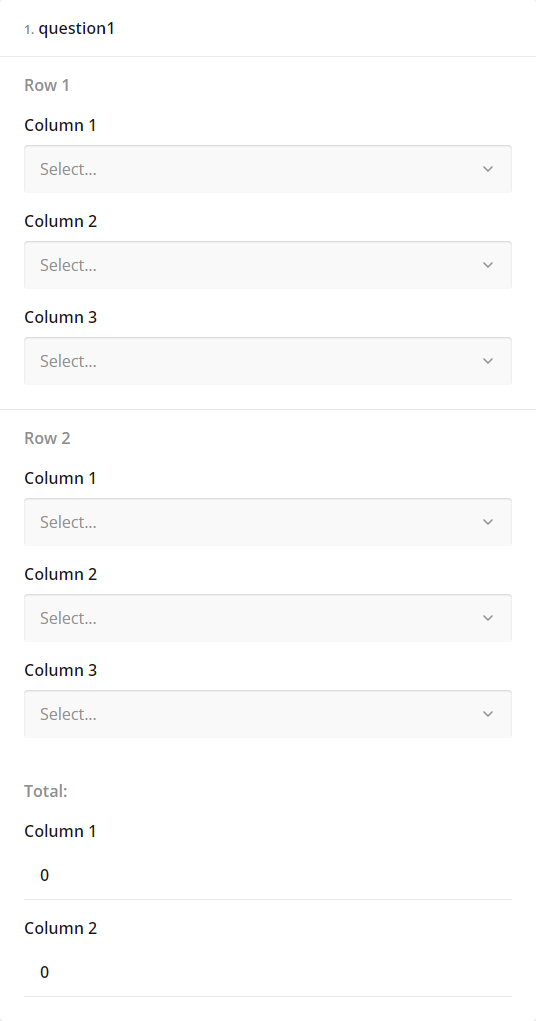 1. question1
Row 1
Column 1
Select...
Column 2
Select...
Column 3
Select...
Row 2
Column 1
Select...
Column 2
Select...
Column 3
Select...
Total:
Column 1
0
Column 2
0